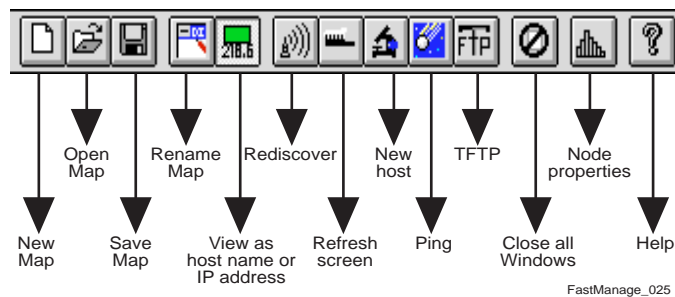 218.6
FTP
Open
Map
Rename
Map
Rediscover
New
host
TFTP
Node
properties
New
Map
Save
Map
View as
host name or
IP address
Refresh
screen
Ping
Close all
Windows
Help
FastManage_025